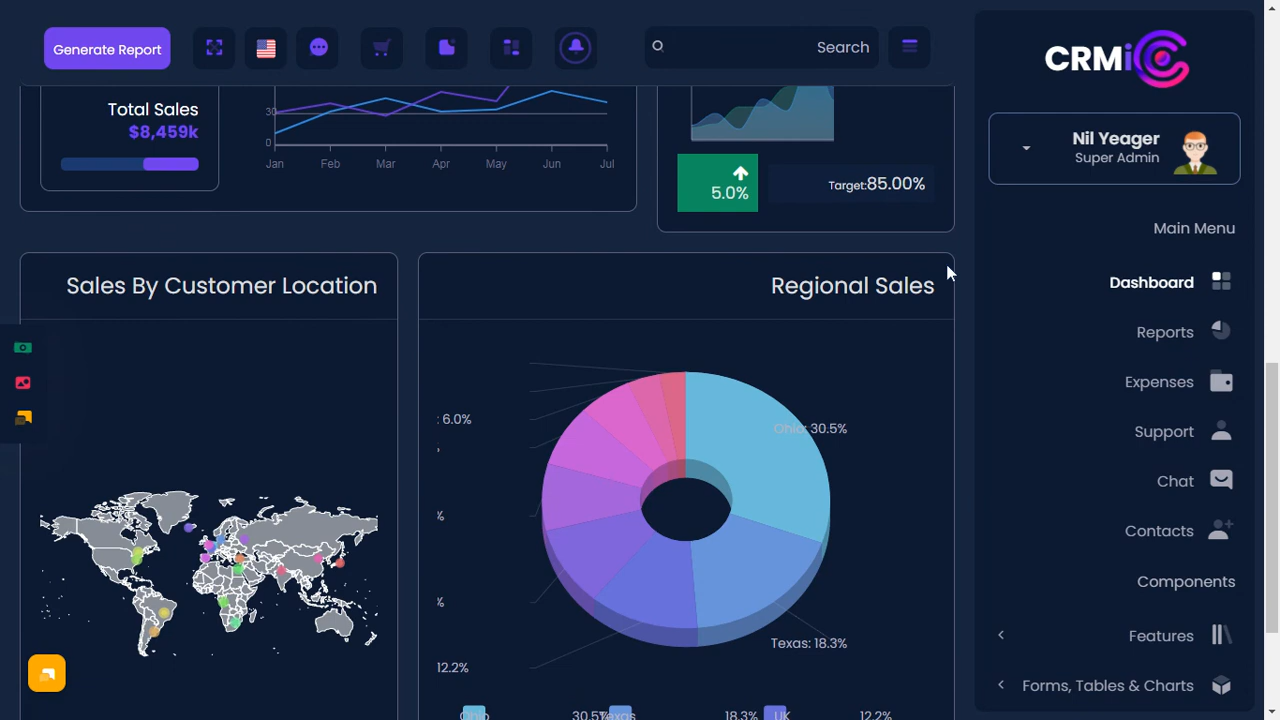 Generate Report
Search
CRMi
Nil Yeager
Super Admin
Main Menu
Dashboard
Reports
Expenses
Support
Chat
Contacts
Components
Features
Forms, Tables & Charts
Total Sales
$8,459k
30
0
Jan Feb Mar Apr May Jun Jul
5.0%
Target:85.00%
Sales By Customer Location
Regional Sales
: 6.0%
%
%
12.2%
Ohio: 30.5%
Texas: 18.3%
Ohio 30.5% Texas 18.3% UK 12.2%